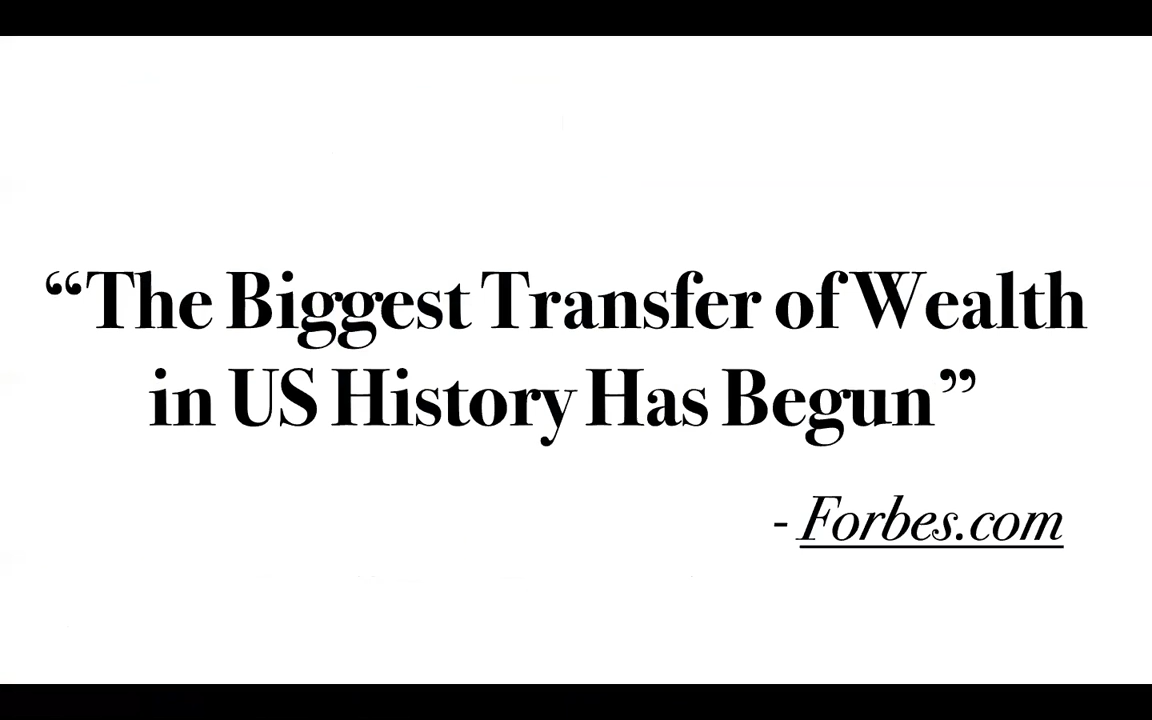 “The Biggest Transfer of Wealth
in US History Has Begun”
- Forbes.com